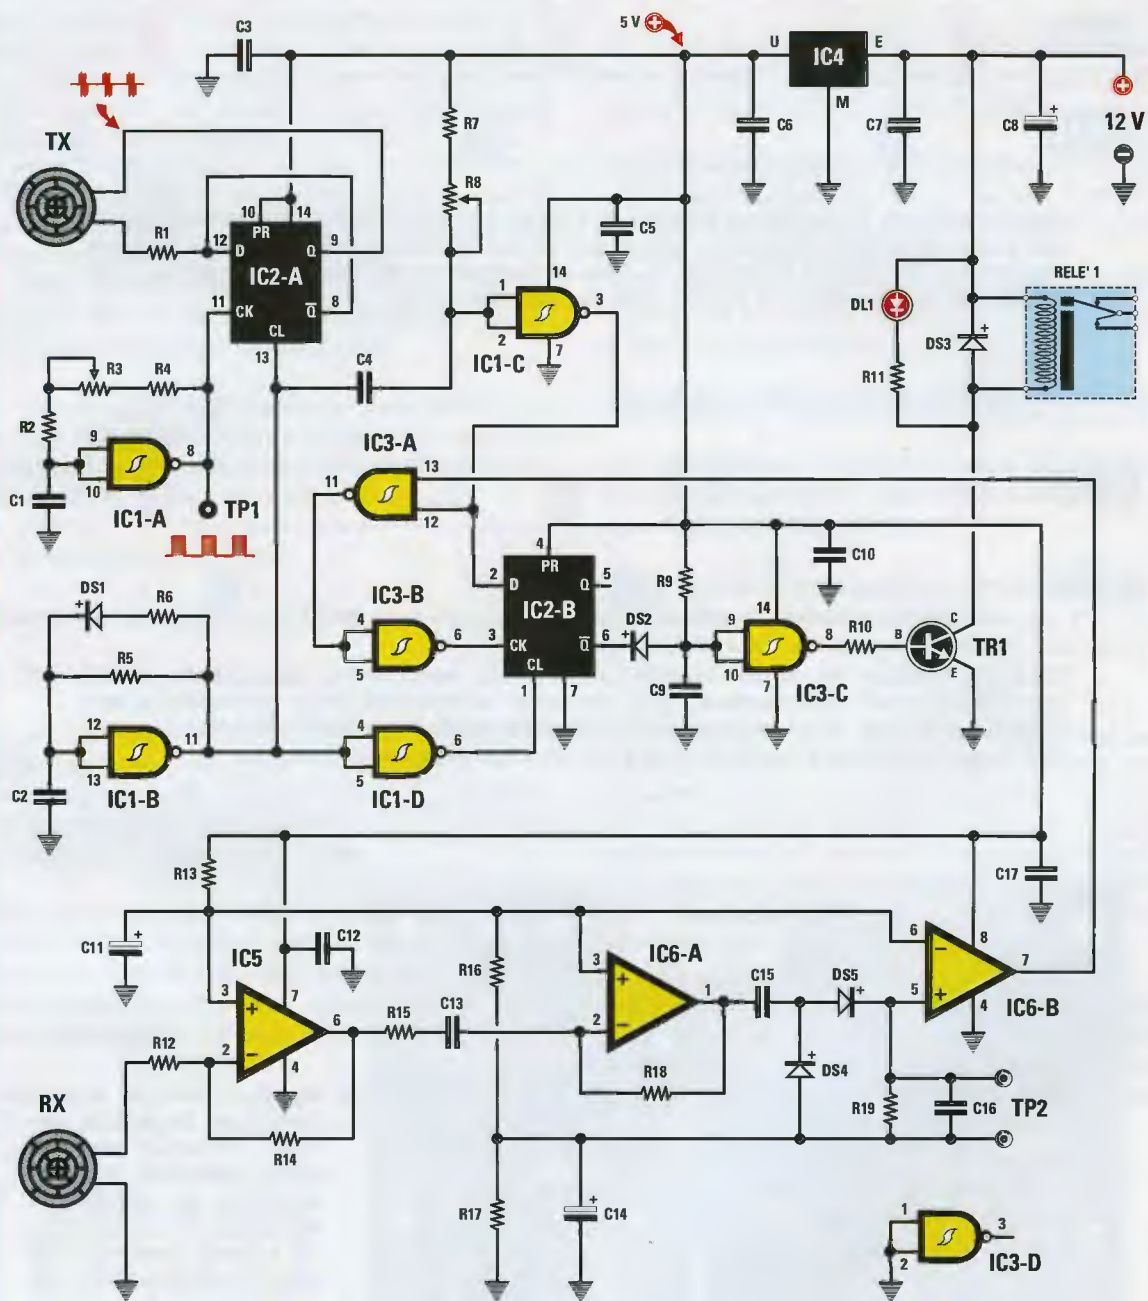 C3
5 V
U
IC4
E
M
C6
C7
C8
+
12 V
TX
R7
R8
R1
10
14
PR
12
D
Q
9
IC2-A
11
CK
Q
8
CL
13
C4
C5
14
1
2
3
7
IC1-C
DL1
R11
DS3
+
RELE' 1
R3
R4
R2
9
10
8
C1
IC1-A
TP1
IC3-A
11
13
12
4
PR
2
D
Q
5
IC2-B
3
CK
Q
6
CL
1
7
IC3-B
4
5
6
DS2
+
R9
C9
C10
14
9
10
8
7
IC3-C
R10
B
C
E
TR1
DS1
+
R6
R5
12
13
11
C2
IC1-B
4
5
6
IC1-D
R13
C11
+
IC5
C12
3
+
2
−
7
6
4
R12
RX
R14
R15
C13
R16
R17
C14
+
IC6-A
3
+
2
−
1
R18
C15
DS5
+
DS4
+
R19
C16
TP2
6
−
5
+
8
7
4
IC6-B
C17
1
2
3
IC3-D